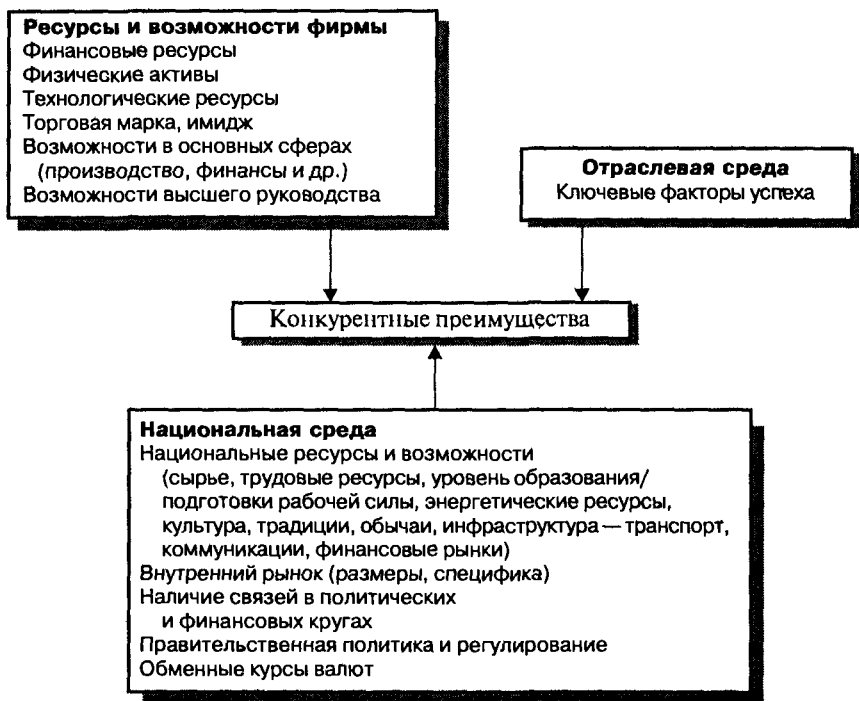 Ресурсы и возможности фирмы
Финансовые ресурсы
Физические активы
Технологические ресурсы
Торговая марка, имидж
Возможности в основных сферах
(производство, финансы и др.)
Возможности высшего руководства
Отраслевая среда
Ключевые факторы успеха
Конкурентные преимущества
Национальная среда
Национальные ресурсы и возможности
(сырье, трудовые ресурсы, уровень образования/
подготовки рабочей силы, энергетические ресурсы,
культура, традиции, обычаи, инфраструктура — транспорт,
коммуникации, финансовые рынки)
Внутренний рынок (размеры, специфика)
Наличие связей в политических
и финансовых кругах
Правительственная политика и регулирование
Обменные курсы валют